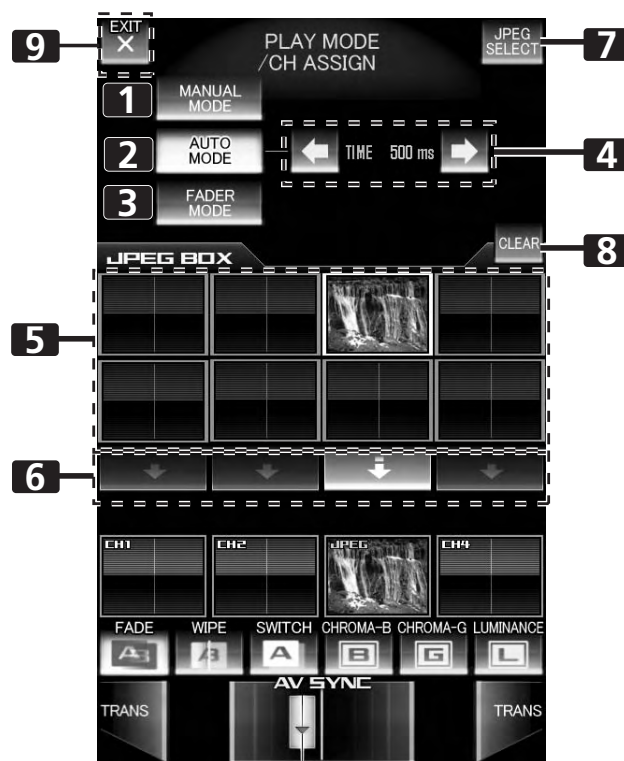 9
EXIT
PLAY MODE
/CH ASSIGN
JPEG
SELECT
7
1
MANUAL
MODE
2
AUTO
MODE
TIME 500 ms
4
3
FADER
MODE
CLEAR
8
JPEG BOX
5
6
CH1
CH2
JPEG
CH4
FADE WIPE SWITCH CHROMA-B CHROMA-G LUMINANCE
AB AB A B G L
AV SYNC
TRANS
TRANS